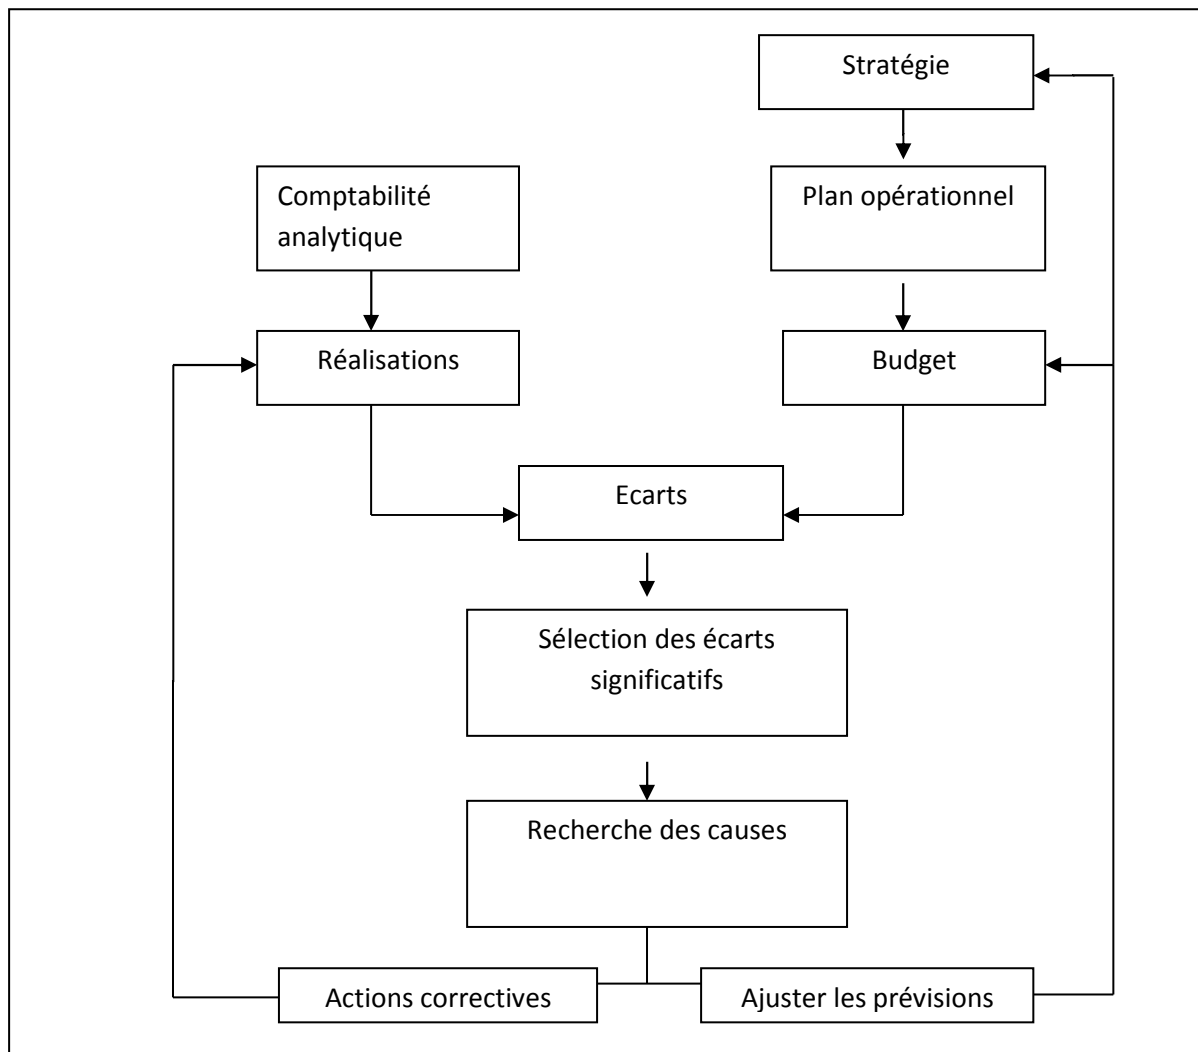 Stratégie
Comptabilité
analytique
Plan opérationnel
Réalisations
Budget
Ecarts
Sélection des écarts
significatifs
Recherche des causes
Actions correctives
Ajuster les prévisions